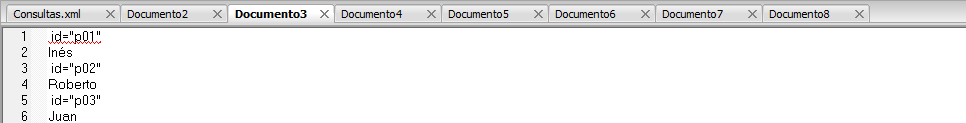 Consultas.xml Documento2 Documento3 Documento4 Documento5 Documento6 Documento7 Documento8
1 id="p01"
2 Inés
3 id="p02"
4 Roberto
5 id="p03"
6 Juan